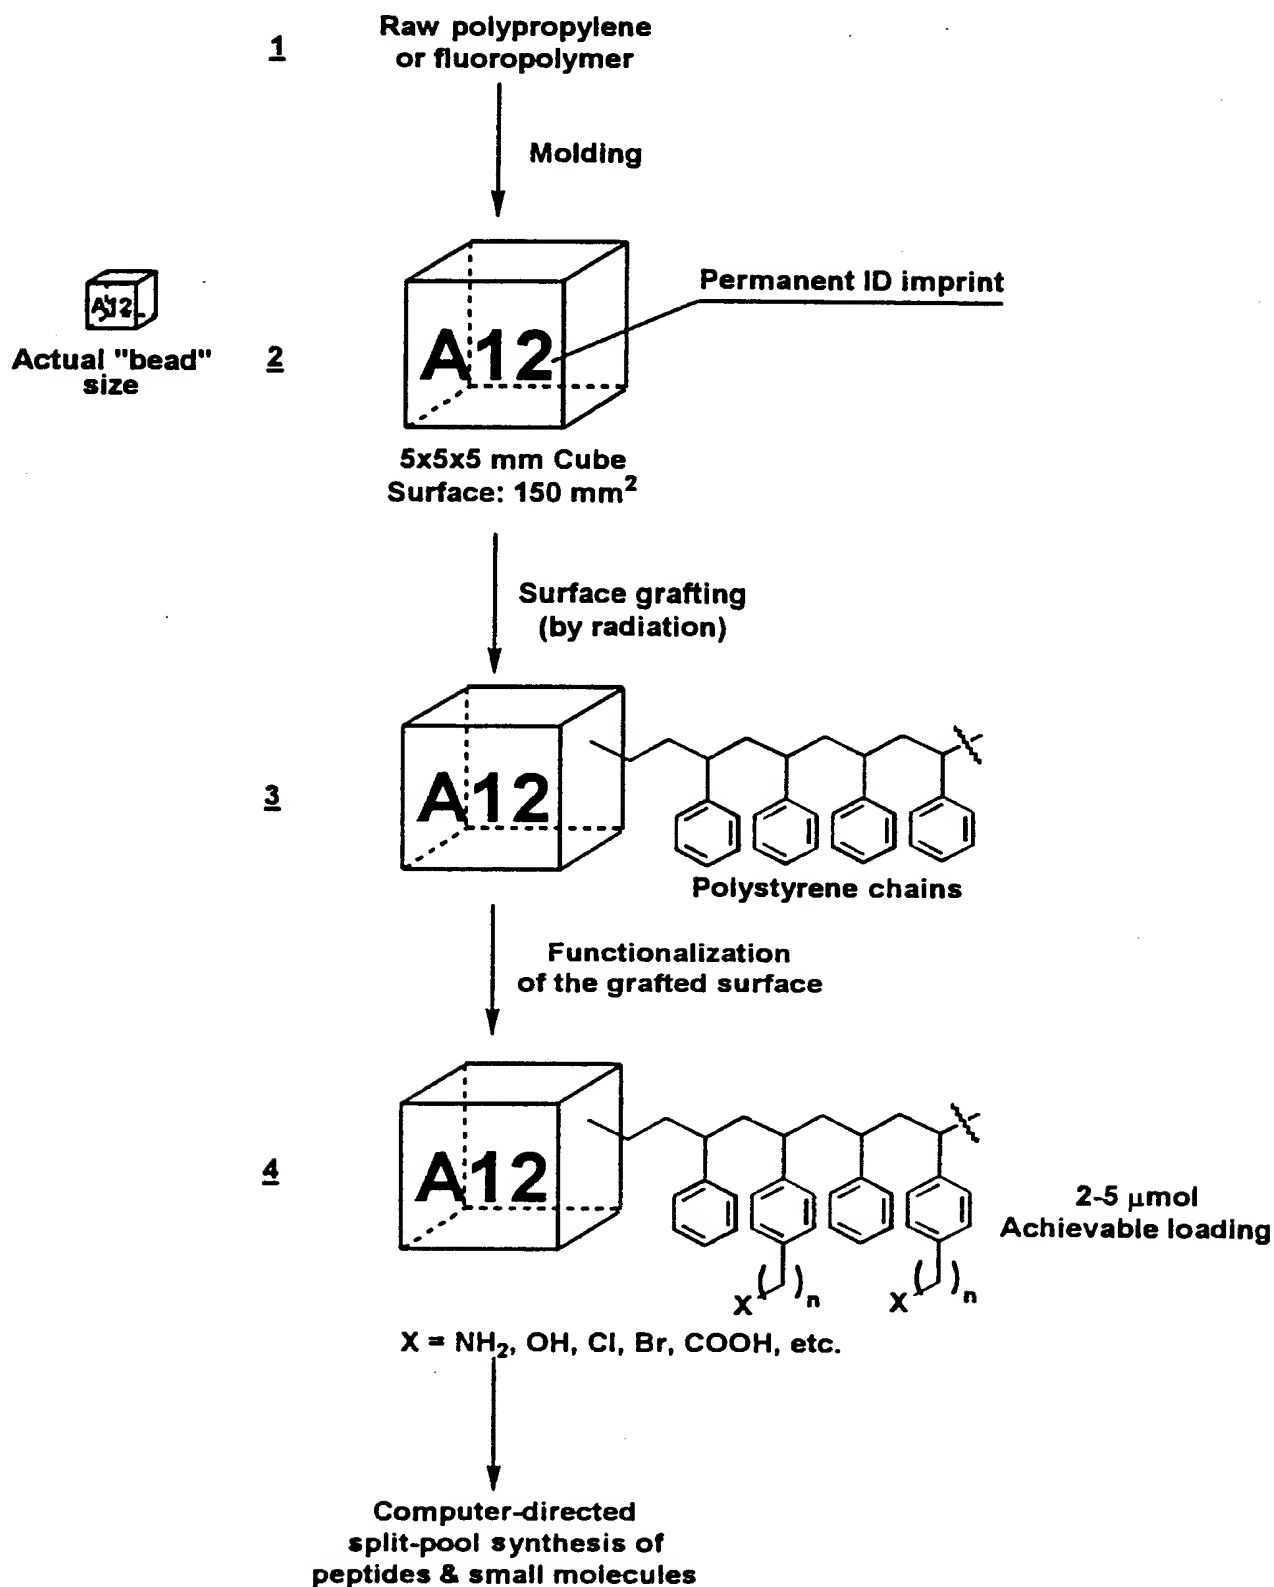 1
Raw polypropylene
or fluoropolymer
Molding
Permanent ID imprint
A12
A12
Actual "bead"
size
2
5x5x5 mm Cube
Surface: 150 mm²
Surface grafting
(by radiation)
3
A12
Polystyrene chains
Functionalization
of the grafted surface
4
A12
2-5 μmol
Achievable loading
X ( )n
X ( )n
X = NH₂, OH, Cl, Br, COOH, etc.
Computer-directed
split-pool synthesis of
peptides & small molecules